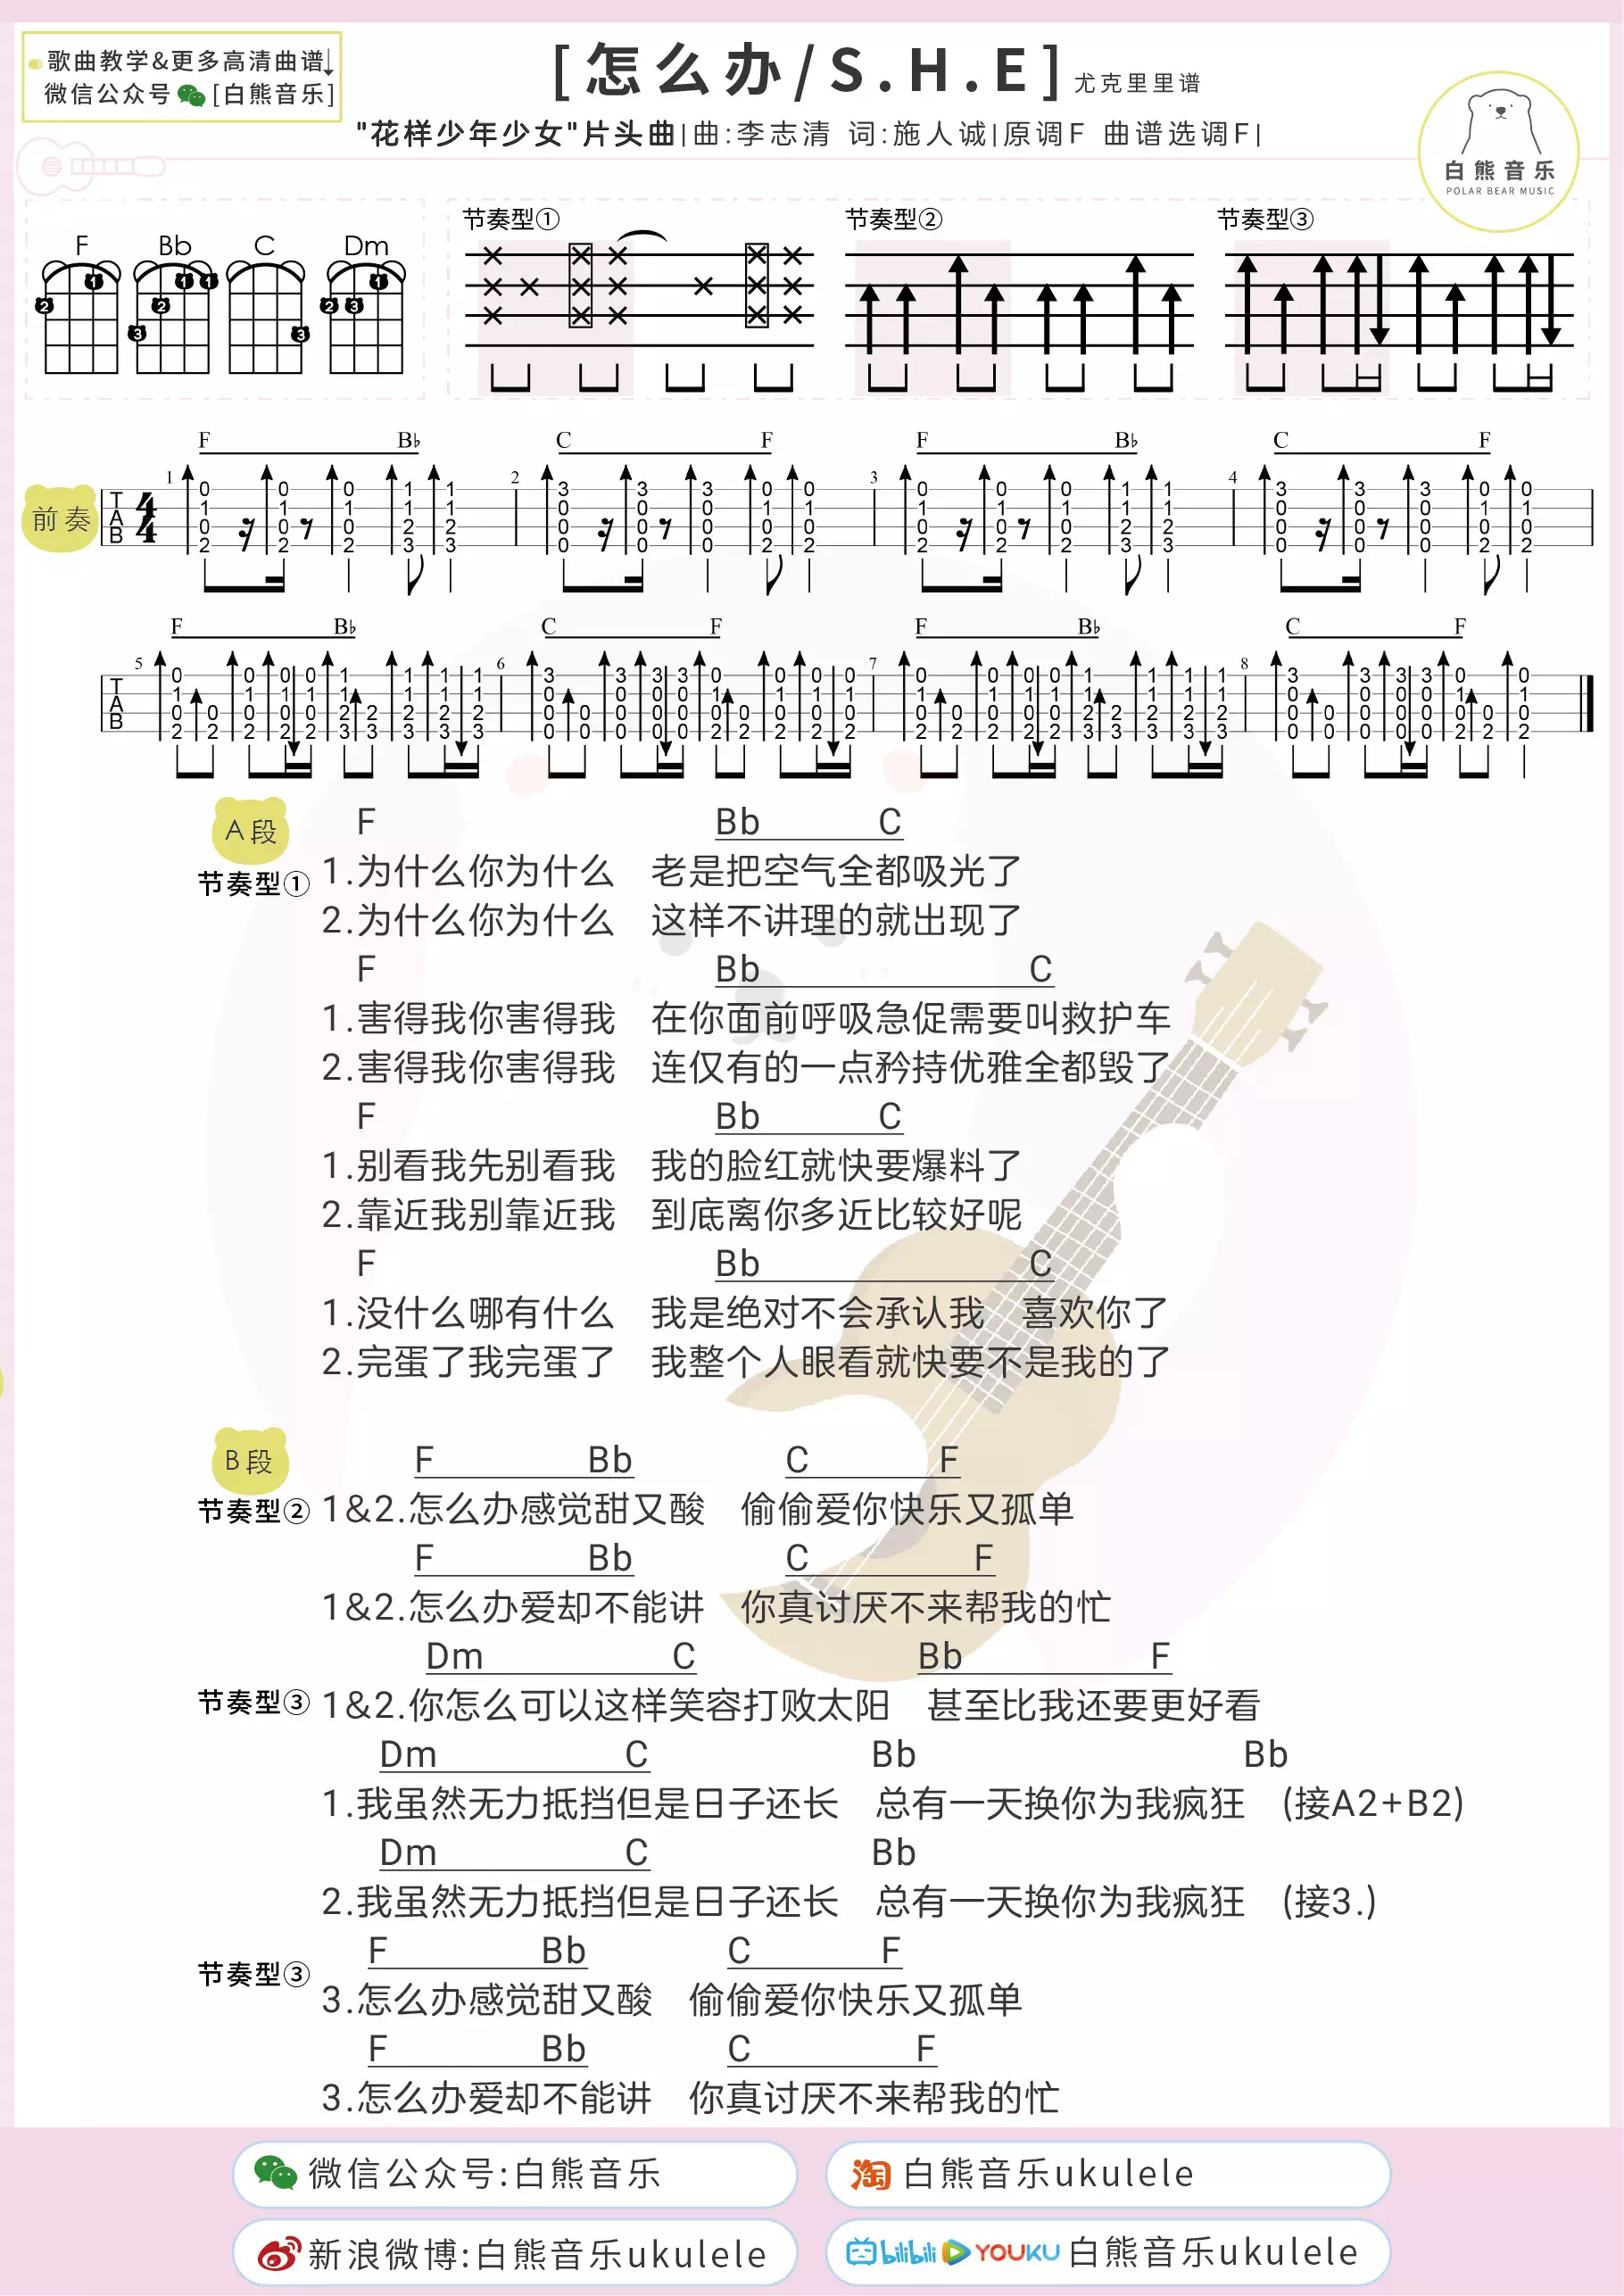 歌曲教学&更多高清曲谱↓
微信公众号 [白熊音乐]
[怎么办/S.H.E] 尤克里里谱
"花样少年少女"片头曲|曲:李志清 词:施人诚|原调F 曲谱选调F|
白熊音乐
POLAR BEAR MUSIC
F Bb C Dm
节奏型① 节奏型② 节奏型③
前奏
F B♭ C F F B♭ C F
F B♭ C F F B♭ C F
A段
节奏型①
F Bb C
1.为什么你为什么 老是把空气全都吸光了
2.为什么你为什么 这样不讲理的就出现了
F Bb C
1.害得我你害得我 在你面前呼吸急促需要叫救护车
2.害得我你害得我 连仅有的一点矜持优雅全都毁了
F Bb C
1.别看我先别看我 我的脸红就快要爆料了
2.靠近我别靠近我 到底离你多近比较好呢
F Bb C
1.没什么哪有什么 我是绝对不会承认我 喜欢你了
2.完蛋了我完蛋了 我整个人眼看就快要不是我的了
B段
F Bb C F
节奏型② 1&2.怎么办感觉甜又酸 偷偷爱你快乐又孤单
F Bb C F
1&2.怎么办爱却不能讲 你真讨厌不来帮我的忙
Dm C Bb F
节奏型③ 1&2.你怎么可以这样笑容打败太阳 甚至比我还要更好看
Dm C Bb Bb
1.我虽然无力抵挡但是日子还长 总有一天换你为我疯狂 (接A2+B2)
Dm C Bb
2.我虽然无力抵挡但是日子还长 总有一天换你为我疯狂 (接3.)
F Bb C F
节奏型③ 3.怎么办感觉甜又酸 偷偷爱你快乐又孤单
F Bb C F
3.怎么办爱却不能讲 你真讨厌不来帮我的忙
微信公众号:白熊音乐
淘 白熊音乐ukulele
新浪微博:白熊音乐ukulele
bilibili YOUKU 白熊音乐ukulele